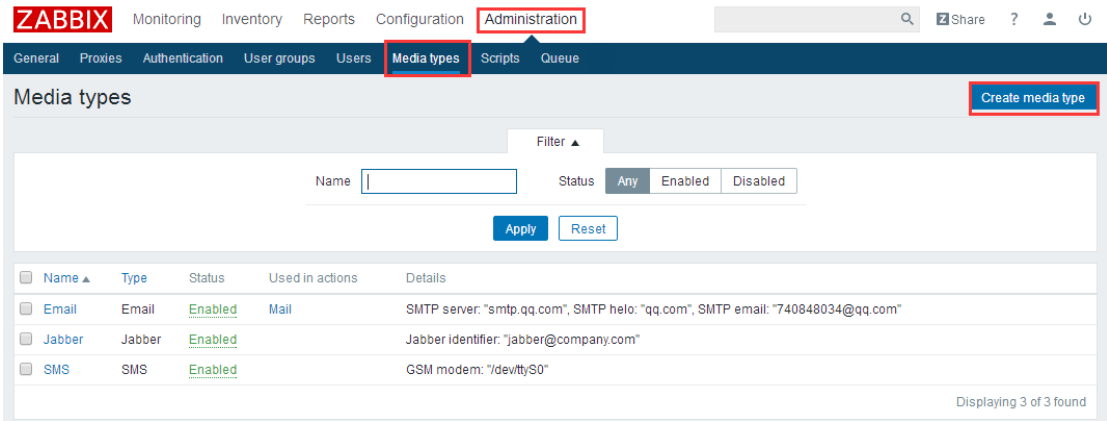 ZABBIX Monitoring Inventory Reports Configuration Administration Z Share ?
General Proxies Authentication User groups Users Media types Scripts Queue
Media types Create media type
Filter ▲
Name Status Any Enabled Disabled
Apply Reset
Name ▲ Type Status Used in actions Details
Email Email Enabled Mail SMTP server: "smtp.qq.com", SMTP helo: "qq.com", SMTP email: "740848034@qq.com"
Jabber Jabber Enabled Jabber identifier: "jabber@company.com"
SMS SMS Enabled GSM modem: "/dev/ttyS0"
Displaying 3 of 3 found